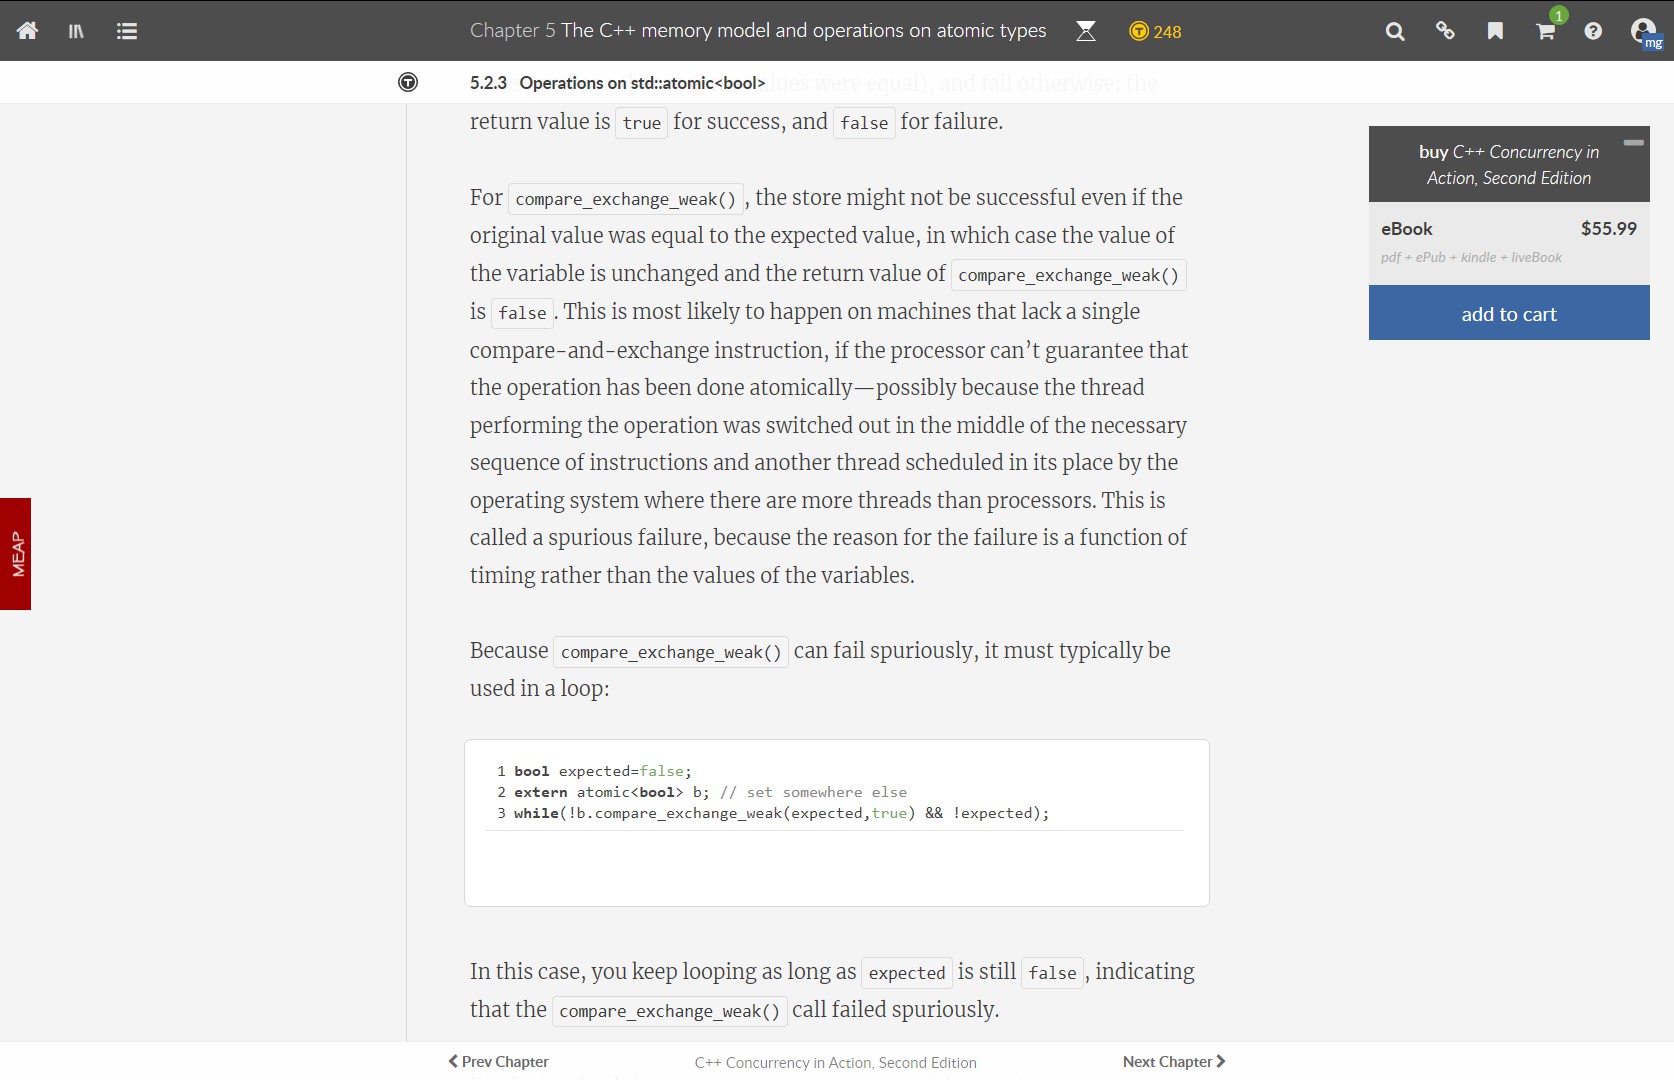 Chapter 5 The C++ memory model and operations on atomic types
248
1
mg
5.2.3 Operations on std::atomic<bool>
lues were equal), and fail otherwise; the
return value is true for success, and false for failure.
For compare_exchange_weak(), the store might not be successful even if the
original value was equal to the expected value, in which case the value of
the variable is unchanged and the return value of compare_exchange_weak()
is false. This is most likely to happen on machines that lack a single
compare-and-exchange instruction, if the processor can’t guarantee that
the operation has been done atomically—possibly because the thread
performing the operation was switched out in the middle of the necessary
sequence of instructions and another thread scheduled in its place by the
operating system where there are more threads than processors. This is
called a spurious failure, because the reason for the failure is a function of
timing rather than the values of the variables.
Because compare_exchange_weak() can fail spuriously, it must typically be
used in a loop:
1 bool expected=false;
2 extern atomic<bool> b; // set somewhere else
3 while(!b.compare_exchange_weak(expected,true) && !expected);
In this case, you keep looping as long as expected is still false, indicating
that the compare_exchange_weak() call failed spuriously.
buy C++ Concurrency in
Action, Second Edition
eBook $55.99
pdf + ePub + kindle + liveBook
add to cart
MEAP
Prev Chapter
C++ Concurrency in Action, Second Edition
Next Chapter